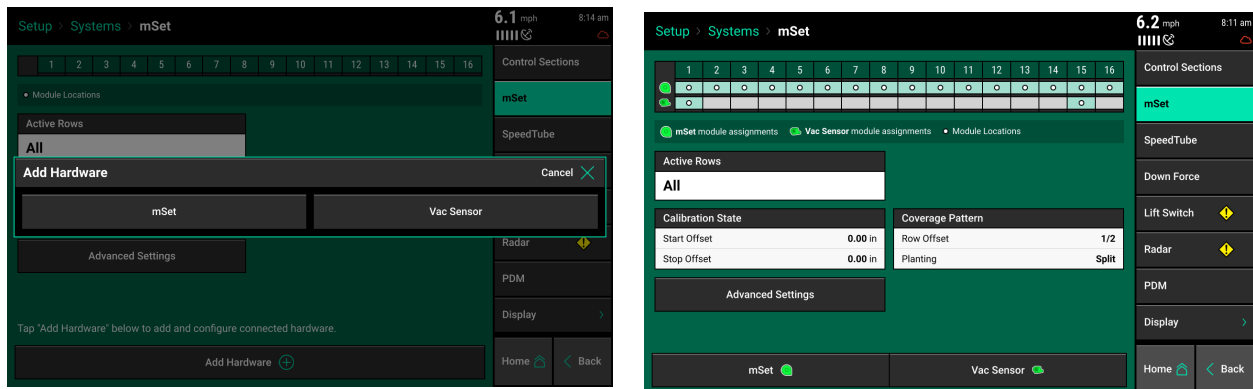 Setup > Systems > mSet
6.1 mph 8:14 am
1 2 3 4 5 6 7 8 9 10 11 12 13 14 15 16
Module Locations
Active Rows
All
Add Hardware Cancel
mSet Vac Sensor
Advanced Settings
Tap "Add Hardware" below to add and configure connected hardware.
Add Hardware
Control Sections
mSet
SpeedTube
Radar
PDM
Display >
Home < Back
Setup > Systems > mSet
6.2 mph 8:11 am
1 2 3 4 5 6 7 8 9 10 11 12 13 14 15 16
mSet module assignments Vac Sensor module assignments Module Locations
Active Rows
All
Calibration State
Start Offset 0.00 in
Stop Offset 0.00 in
Coverage Pattern
Row Offset 1/2
Planting Split
Advanced Settings
mSet Vac Sensor
Control Sections
mSet
SpeedTube
Down Force
Lift Switch
Radar
PDM
Display >
Home < Back